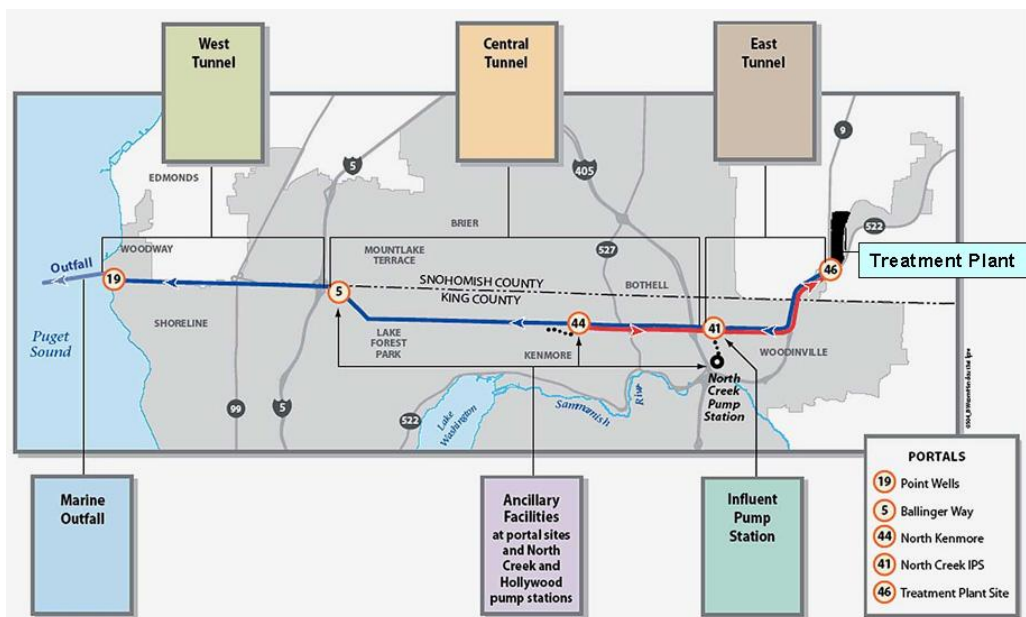 West
Tunnel
Central
Tunnel
East
Tunnel
9
5
EDMONDS
405
522
BRIER
WOODWAY
527
MOUNTLAKE
TERRACE
Treatment Plant
Outfall
46
19
SNOHOMISH COUNTY
BOTHELL
5
KING COUNTY
Puget
Sound
SHORELINE
44
41
LAKE
FOREST
PARK
KENMORE
WOODINVILLE
North
Creek
Pump
Station
99
5
522
Lake
Washington
Sammamish
River
PORTALS
19 Point Wells
5 Ballinger Way
44 North Kenmore
41 North Creek IPS
46 Treatment Plant Site
Marine
Outfall
Ancillary
Facilities
at portal sites
and North
Creek and
Hollywood
pump stations
Influent
Pump
Station